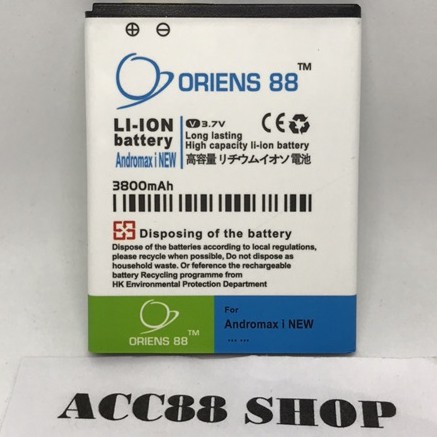 ORIENS 88™
LI-ION
battery
Andromax i NEW
V 3.7V
Long lasting
High capacity li-ion battery
高容量 リチウムイオソ電池
3800mAh
Disposing of the battery
Dispose of the batteries according to local regulations,
please recycly when possible, Do not dispose as
household waste. Or feference the rechargeable
battery Recycling programme from
HK Environmental Protection Department
ORIENS 88™
For
Andromax i NEW
ACC88 SHOP